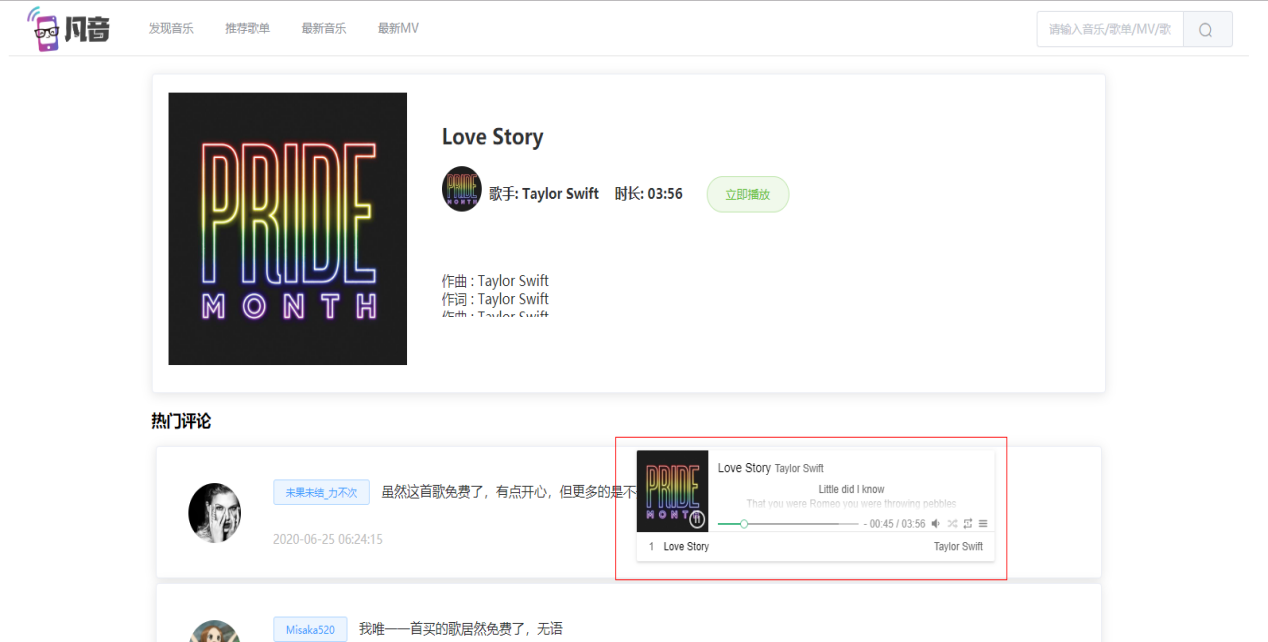 凡音
发现音乐 推荐歌单 最新音乐 最新MV
请输入音乐/歌单/MV/歌
PRIDE
MONTH
Love Story
PRIDE
MONTH
歌手: Taylor Swift 时长: 03:56 立即播放
作曲 : Taylor Swift
作词 : Taylor Swift
作曲 : Taylor Swift
热门评论
未果未结_力不次 虽然这首歌免费了，有点开心，但更多的是不
2020-06-25 06:24:15
PRIDE
MONTH
Love Story Taylor Swift
Little did I know
That you were Romeo you were throwing pebbles
- 00:45 / 03:56
1 Love Story Taylor Swift
Misaka520 我唯一一首买的歌居然免费了，无语